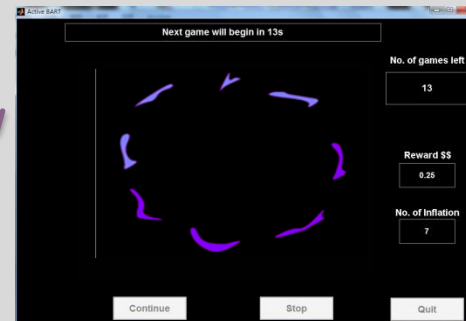 Active BART
Next game will begin in 13s
No. of games left
13
Reward $$
0.25
No. of Inflation
7
Continue
Stop
Quit